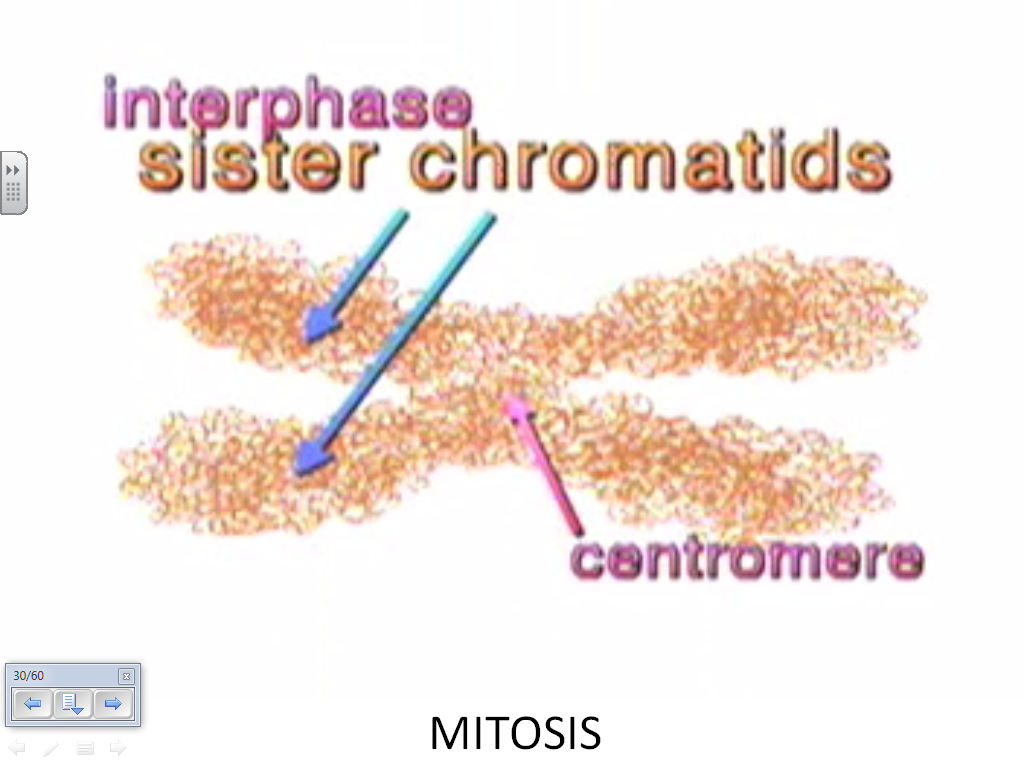 interphase
sister chromatids
centromere
30/60
MITOSIS